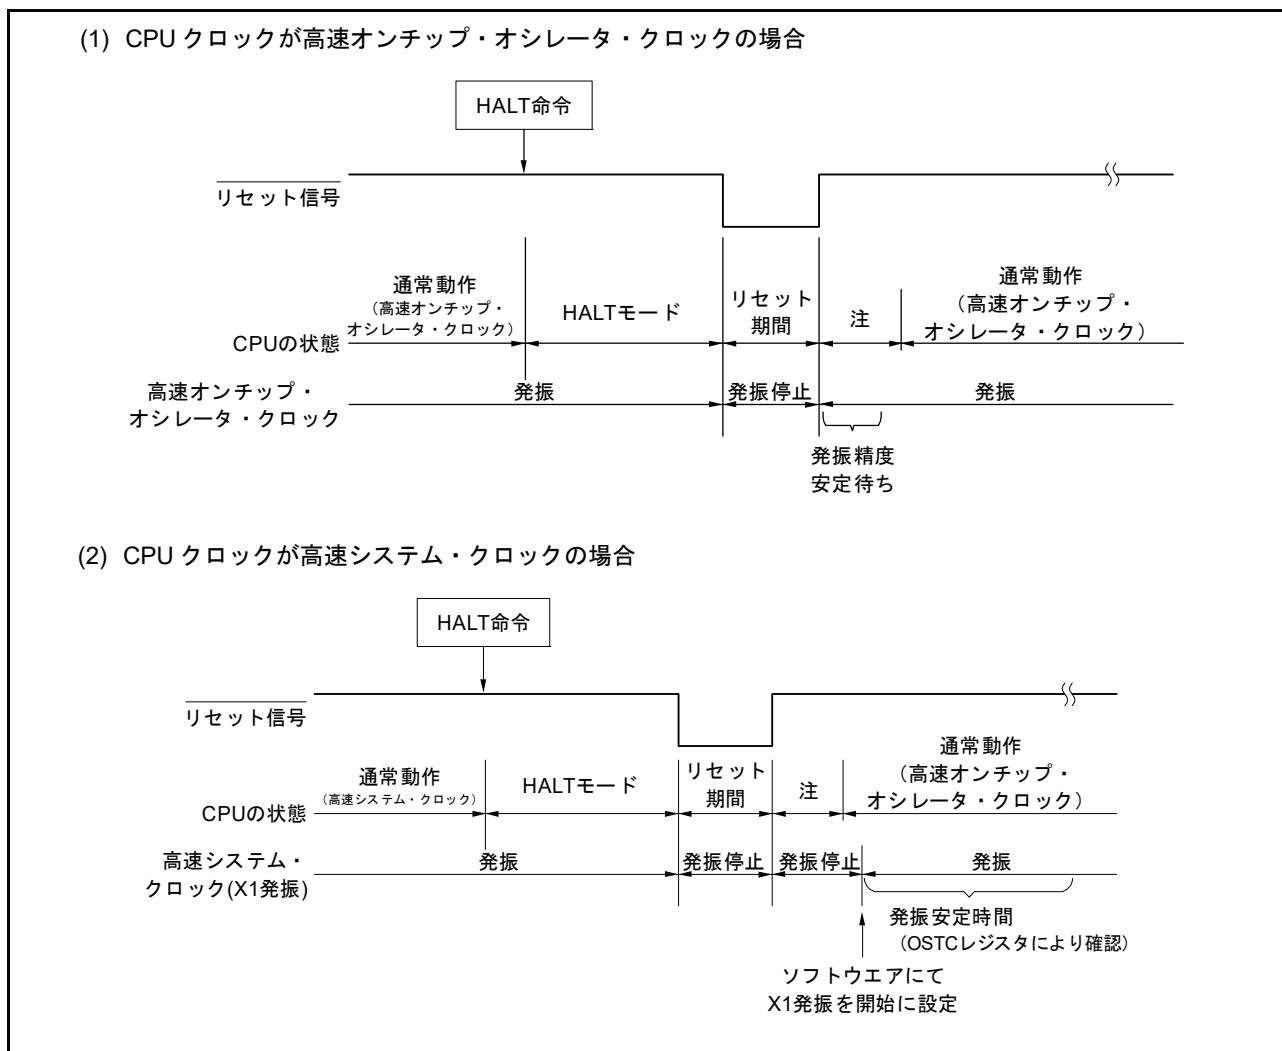 (1) CPU クロックが高速オンチップ・オシレータ・クロックの場合
HALT命令
リセット信号
通常動作
（高速オンチップ・
オシレータ・クロック）
HALTモード
リセット
期間
注
通常動作
（高速オンチップ・
オシレータ・クロック）
CPUの状態
高速オンチップ・
オシレータ・クロック
発振
発振停止
発振
発振精度
安定待ち
(2) CPU クロックが高速システム・クロックの場合
HALT命令
リセット信号
通常動作
（高速システム・クロック）
HALTモード
リセット
期間
注
通常動作
（高速オンチップ・
オシレータ・クロック）
CPUの状態
高速システム・
クロック(X1発振)
発振
発振停止
発振停止
発振
発振安定時間
（OSTCレジスタにより確認）
ソフトウエアにて
X1発振を開始に設定